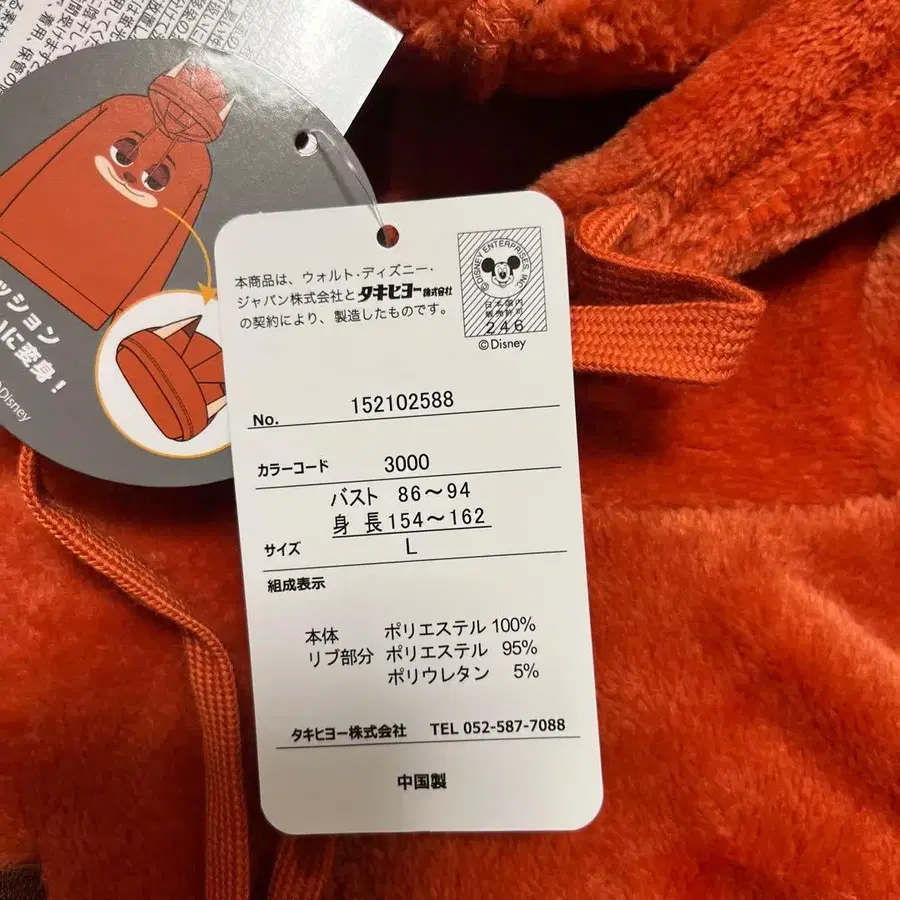 ッション
いに変身！
©Disney
本商品は、ウォルト・ディズニー・
ジャパン株式会社とタキヒヨー株式会社
の契約により、製造したものです。
©DISNEY ENTERPRISES, INC.
日本国内
販売許可
246
©Disney
No. 152102588
カラーコード 3000
バスト 86～94
身 長 154～162
サイズ L
組成表示
本体 ポリエステル 100%
リブ部分 ポリエステル 95%
ポリウレタン 5%
タキヒヨー株式会社 TEL 052-587-7088
中国製